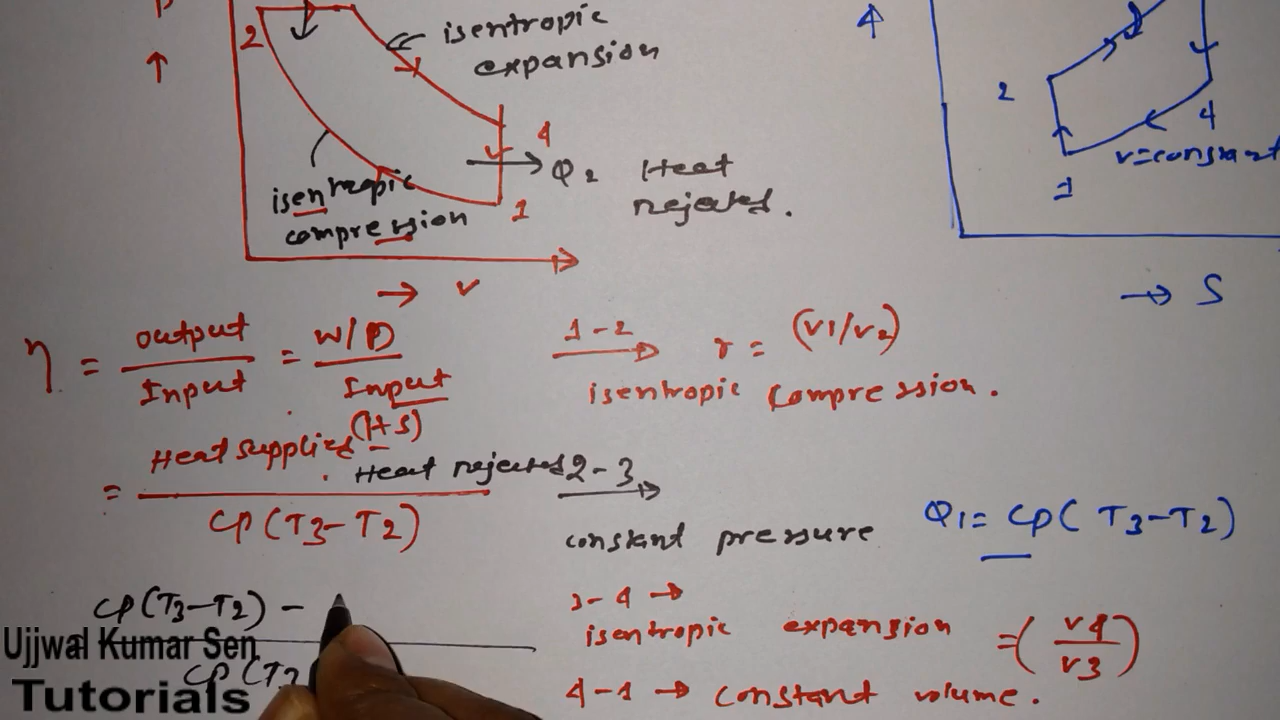 P
2
isentropic
expansion
4
Q2 Heat
rejected.
isentropic
compression
1
→ v
2
4
v=constant
1
→ S
η = output / Input = W/D / Input
1-2 r = (v1/v2)
isentropic compression.
= Heat supplied (H S) - Heat rejected / CP(T3-T2)
2-3
constant pressure Q1 = CP(T3-T2)
CP(T3-T2) -
CP(T3
3-4 →
isentropic expansion = (v4/v3)
4-1 → constant volume.
Ujjwal Kumar Sen
Tutorials